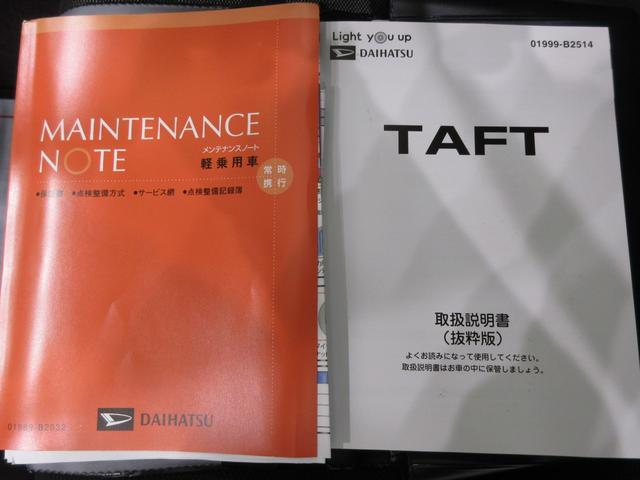 MAINTENANCE
NOTE
メンテナンスノート
軽乗用車
常時
携行
●保証書 ●点検整備方式 ●サービス網 ●点検整備記録簿
01989-B2032
DAIHATSU
Light you up
DAIHATSU
01999-B2514
TAFT
取扱説明書
(抜粋版)
よくお読みになって使用してください。
取扱説明書はお車の中に保管しましょう。